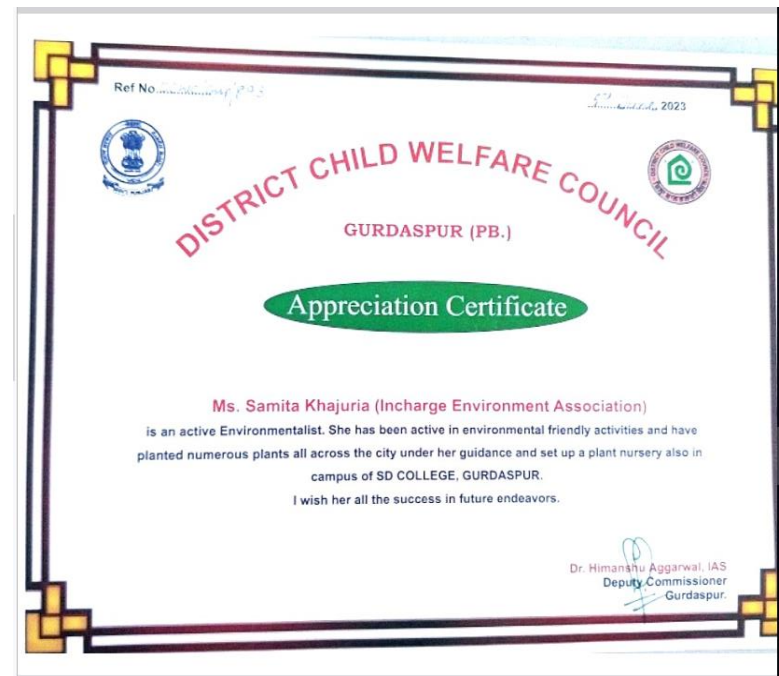 Ref No
2023
DISTRICT CHILD WELFARE COUNCIL
GURDASPUR (PB.)
Appreciation Certificate
Ms. Samita Khajuria (Incharge Environment Association)
is an active Environmentalist. She has been active in environmental friendly activities and have
planted numerous plants all across the city under her guidance and set up a plant nursery also in
campus of SD COLLEGE, GURDASPUR.
I wish her all the success in future endeavors.
Dr. Himanshu Aggarwal, IAS
Deputy Commissioner
Gurdaspur.